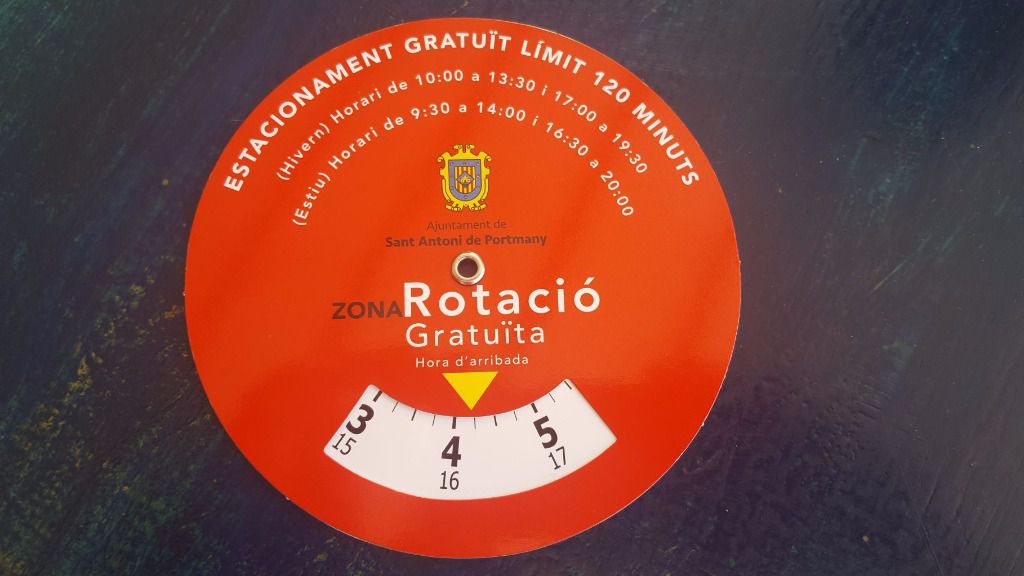 ESTACIONAMENT GRATUÏT LÍMIT 120 MINUTS
(Hivern) Horari de 10:00 a 13:30 i 17:00 a 19:30
(Estiu) Horari de 9:30 a 14:00 i 16:30 a 20:00
Ajuntament de
Sant Antoni de Portmany
ZONA Rotació
Gratuïta
Hora d'arribada
3 4 5
15 16 17